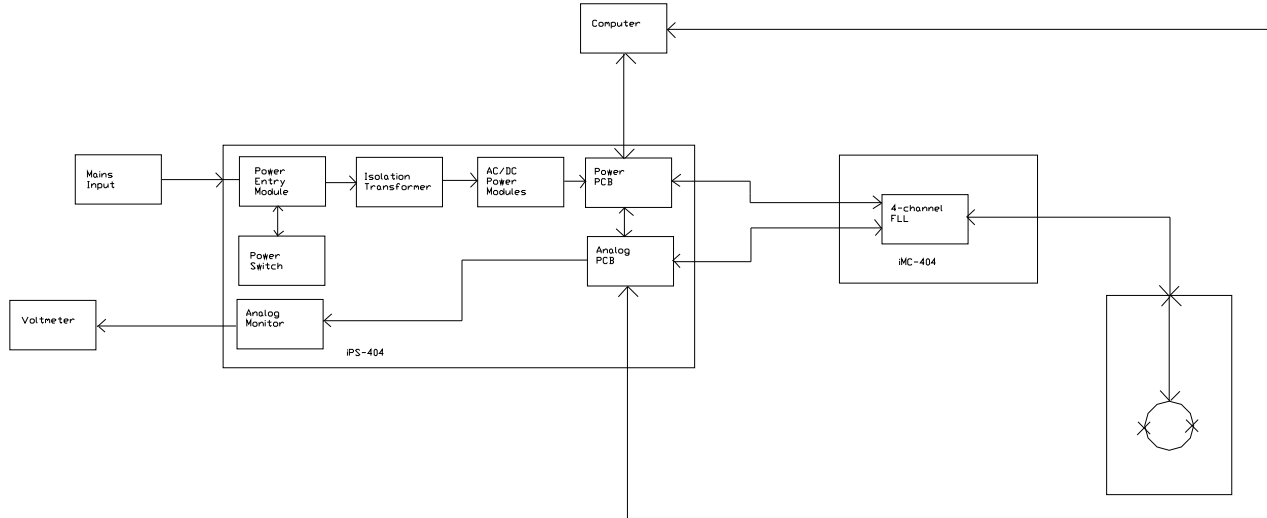 Computer
Mains
Input
Power
Entry
Module
Isolation
Transformer
AC/DC
Power
Modules
Power
PCB
4-channel
FLL
iMC-404
Power
Switch
Analog
PCB
Voltmeter
Analog
Monitor
iPS-404